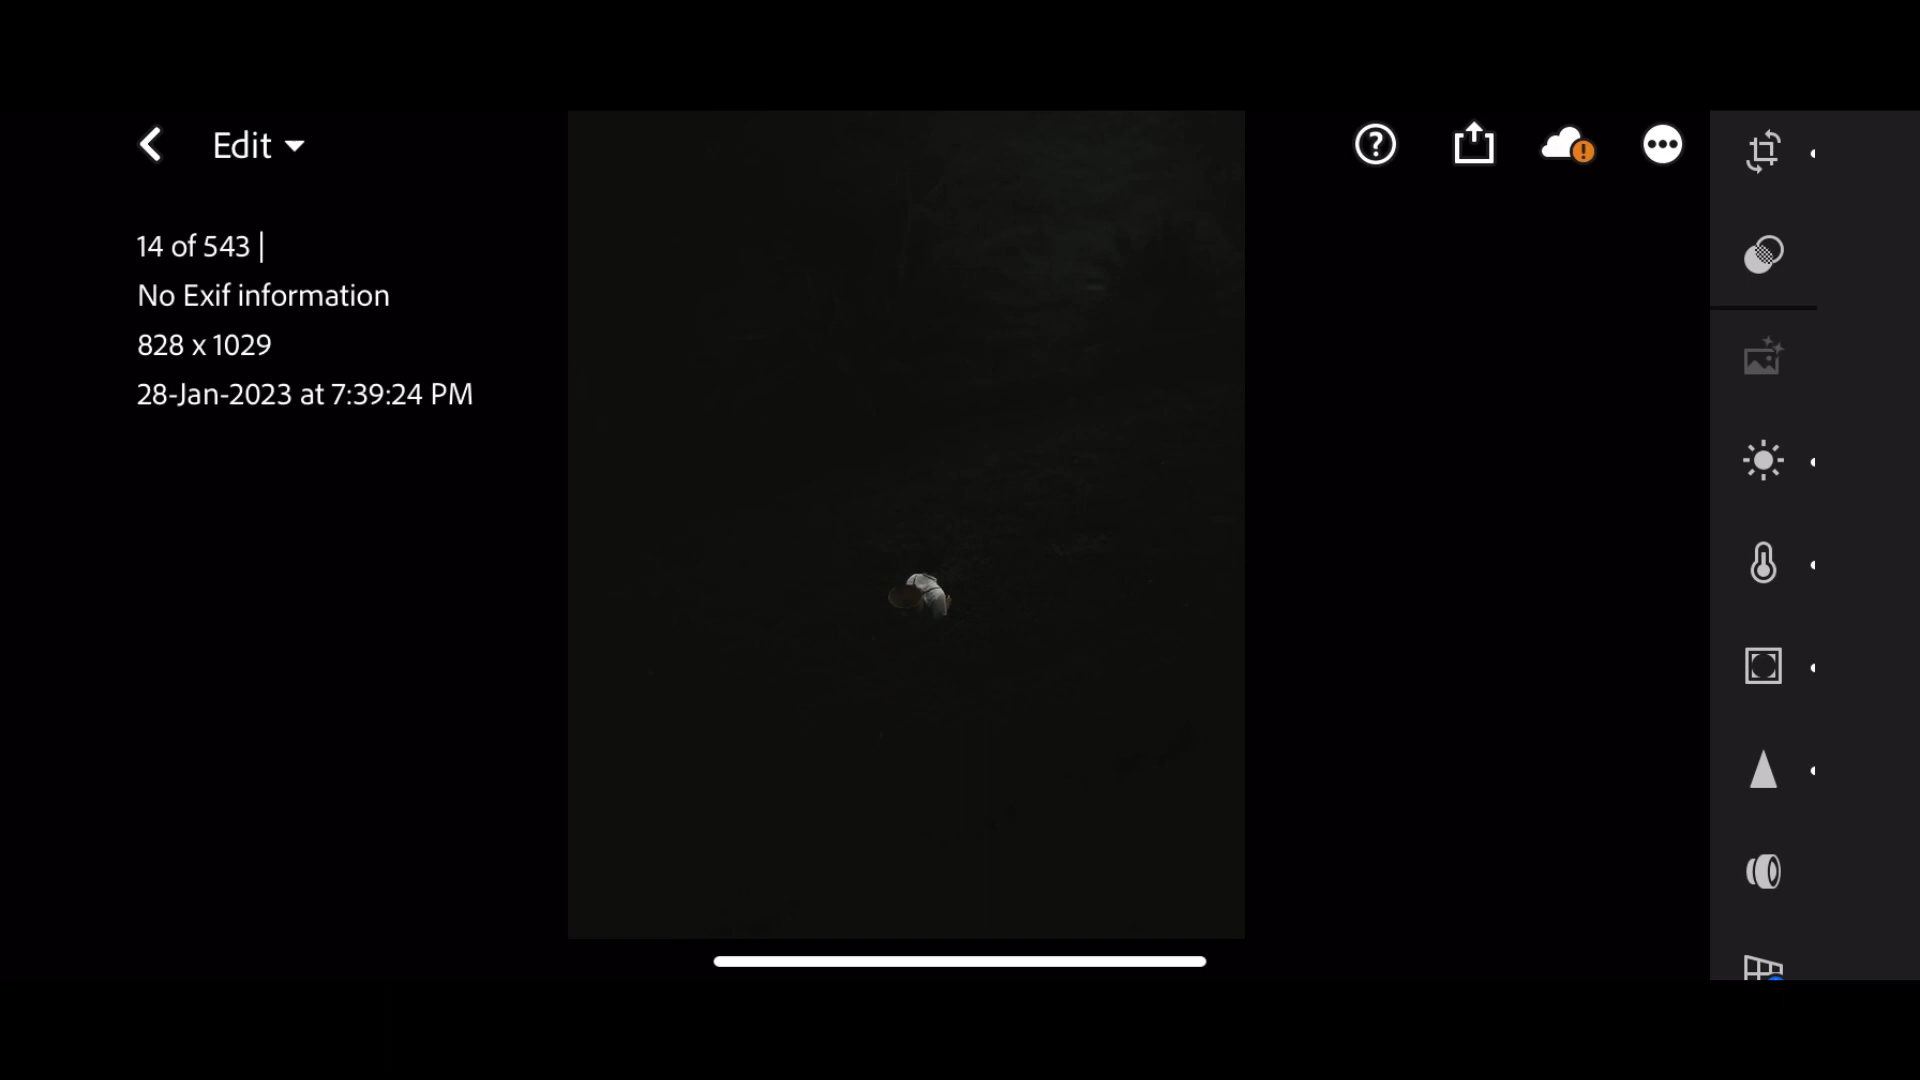 Edit
14 of 543 |
No Exif information
828 x 1029
28-Jan-2023 at 7:39:24 PM